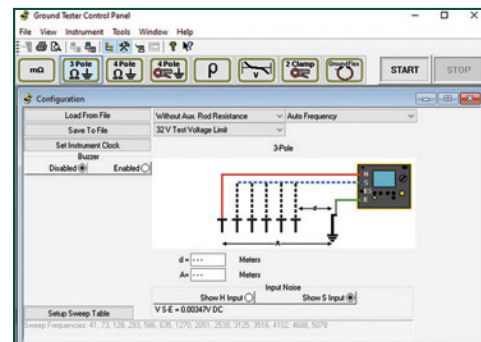 Ground Tester Control Panel
File View Instrument Tools Window Help
mΩ 3 Pole Ω 4 Pole Ω 4 Pole ρ V 2 Clamp GroundFlex START STOP
Configuration
Load From File Without Aux. Rod Resistance Auto Frequency
Save To File 32 V Test Voltage Limit
Set Instrument Clock
Buzzer 3-Pole
Disabled Enabled
H
S
ES
E
d
A
d = --- Meters
A= --- Meters
Input Noise
Show H Input Show S Input
Setup Sweep Table V S-E = 0.00347V DC
Sweep Frequencies: 41, 73, 128, 293, 586, 635, 1270, 2051, 2539, 3125, 3516, 4102, 4688, 5078